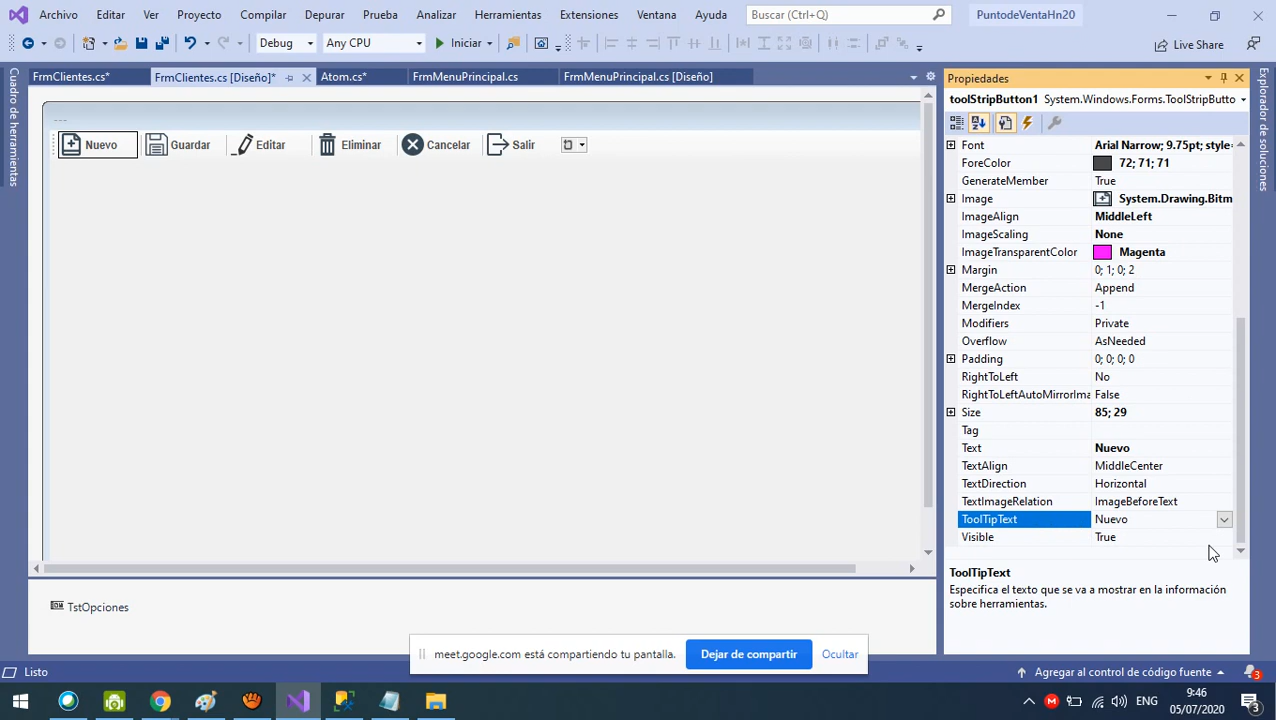 Archivo Editar Ver Proyecto Compilar Depurar Prueba Analizar Herramientas Extensiones Ventana Ayuda Buscar (Ctrl+Q) PuntodeVentaHn20
Debug Any CPU Iniciar Live Share
FrmClientes.cs* FrmClientes.cs [Diseño]* Atom.cs* FrmMenuPrincipal.cs FrmMenuPrincipal.cs [Diseño]
Cuadro de herramientas
---
Nuevo Guardar Editar Eliminar Cancelar Salir
TstOpciones
Propiedades
toolStripButton1 System.Windows.Forms.ToolStripButto
Font Arial Narrow; 9.75pt; style=
ForeColor 72; 71; 71
GenerateMember True
Image System.Drawing.Bitm
ImageAlign MiddleLeft
ImageScaling None
ImageTransparentColor Magenta
Margin 0; 1; 0; 2
MergeAction Append
MergeIndex -1
Modifiers Private
Overflow AsNeeded
Padding 0; 0; 0; 0
RightToLeft No
RightToLeftAutoMirrorIma False
Size 85; 29
Tag
Text Nuevo
TextAlign MiddleCenter
TextDirection Horizontal
TextImageRelation ImageBeforeText
ToolTipText Nuevo
Visible True
ToolTipText
Especifica el texto que se va a mostrar en la información
sobre herramientas.
Explorador de soluciones
meet.google.com está compartiendo tu pantalla. Dejar de compartir Ocultar
Listo Agregar al control de código fuente 3
ENG 9:46
05/07/2020 3